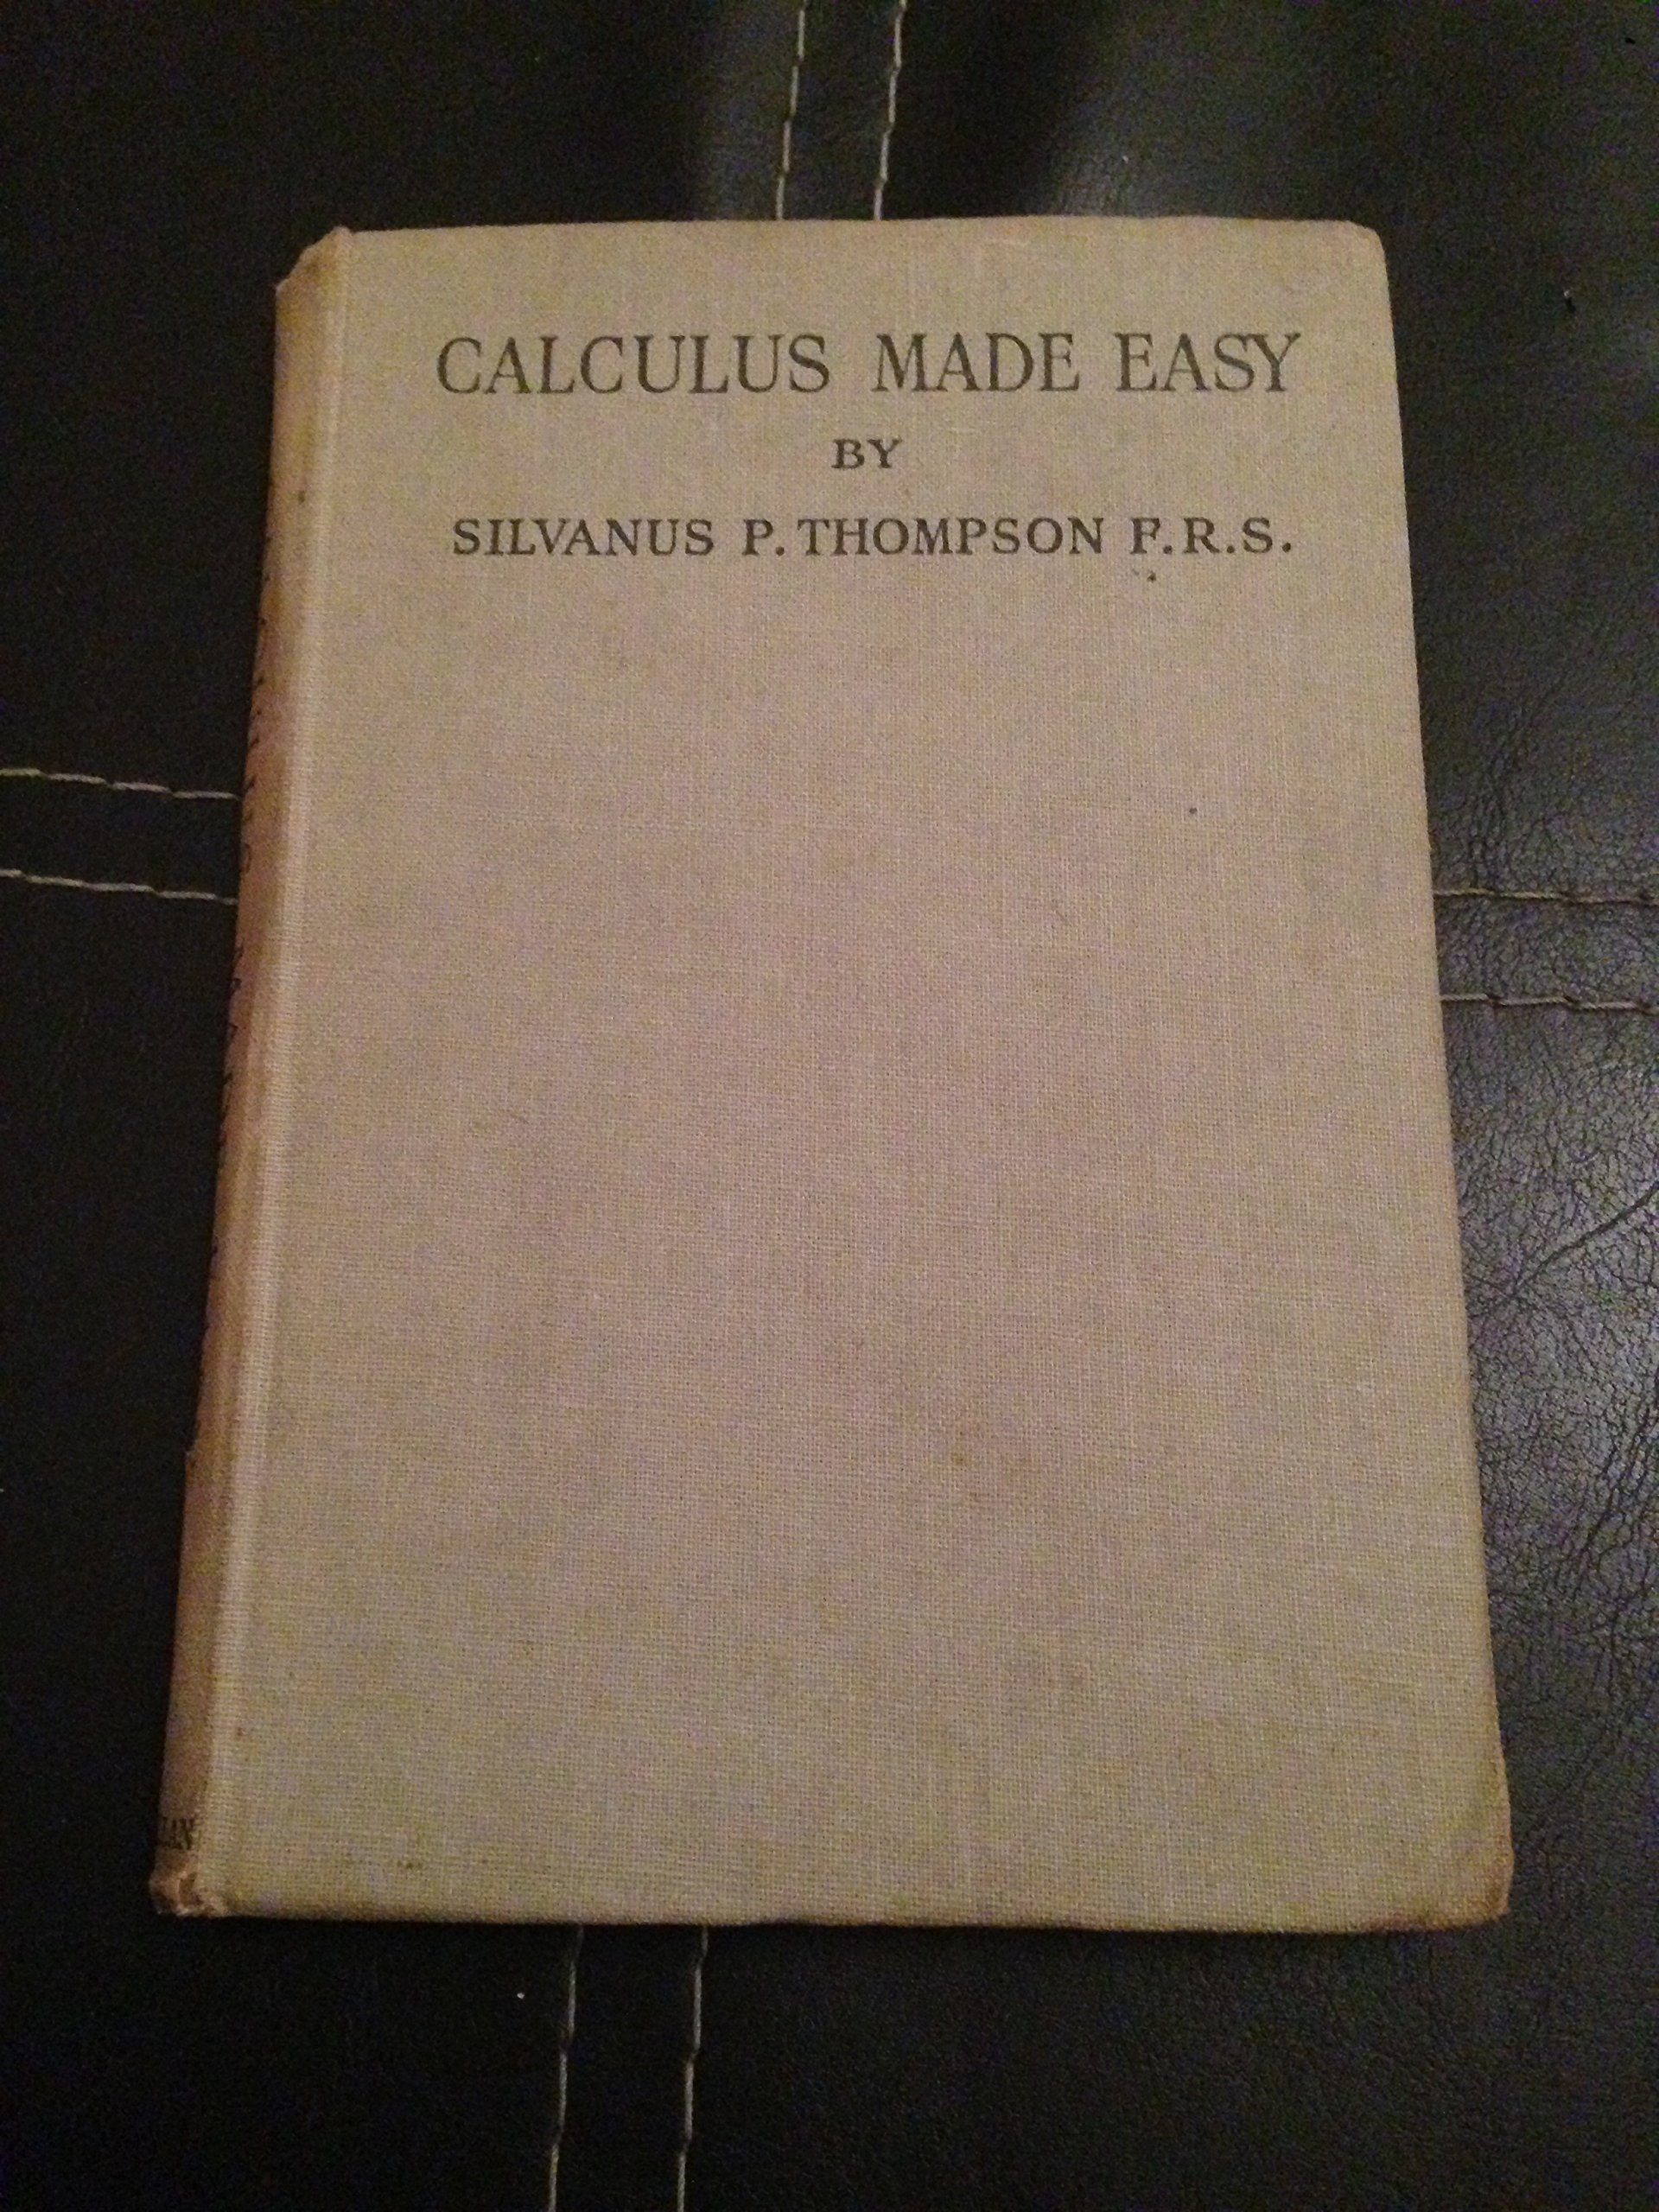 CALCULUS MADE EASY
BY
SILVANUS P. THOMPSON F.R.S.